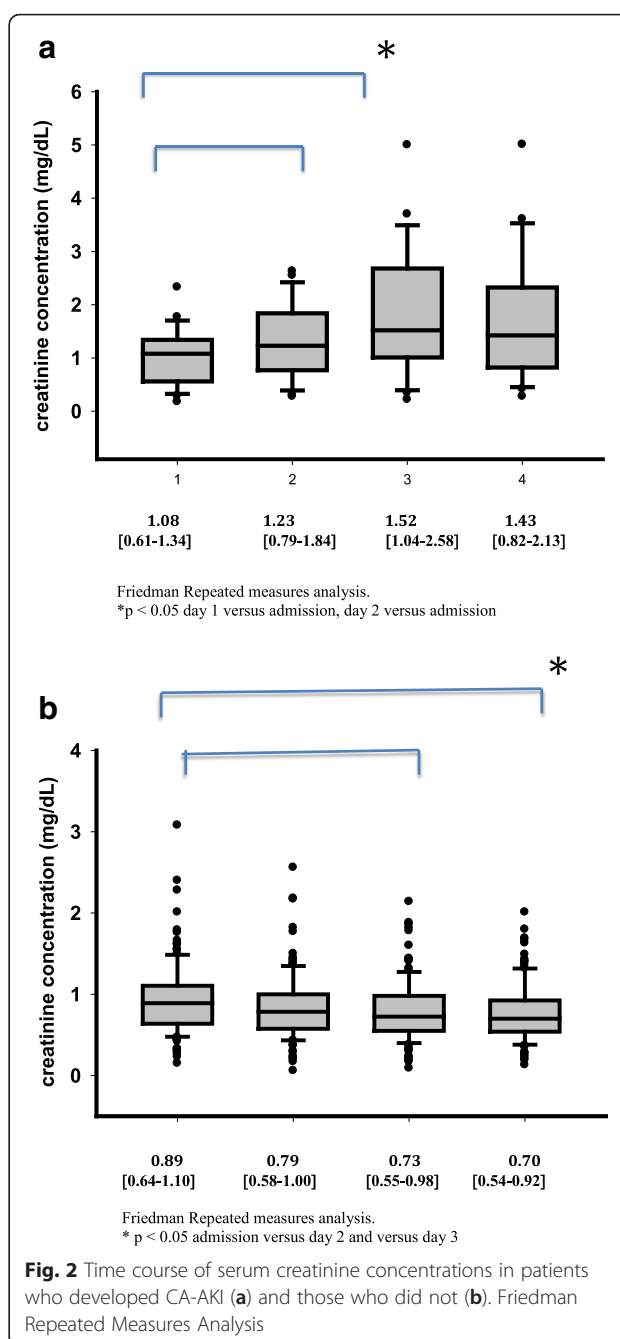 a
*
6
5
4
3
2
1
0
creatinine concentration (mg/dL)
1 2 3 4
1.08 1.23 1.52 1.43
[0.61-1.34] [0.79-1.84] [1.04-2.58] [0.82-2.13]
Friedman Repeated measures analysis.
*p < 0.05 day 1 versus admission, day 2 versus admission
*
b
4
3
2
1
0
creatinine concentration (mg/dL)
0.89 0.79 0.73 0.70
[0.64-1.10] [0.58-1.00] [0.55-0.98] [0.54-0.92]
Friedman Repeated measures analysis.
* p < 0.05 admission versus day 2 and versus day 3
Fig. 2 Time course of serum creatinine concentrations in patients
who developed CA-AKI (a) and those who did not (b). Friedman
Repeated Measures Analysis